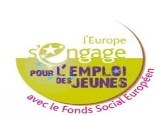 l'Europe
s'engage
POUR L'EMPLOI
DES JEUNES
avec le Fonds Social Européen